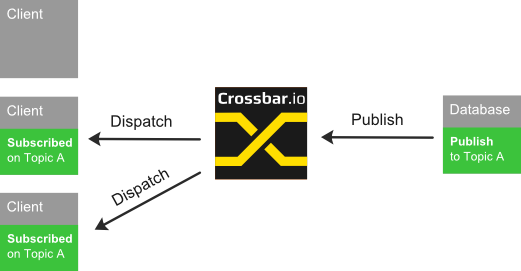 Client
Client
Subscribed
on Topic A
Client
Subscribed
on Topic A
Dispatch
Dispatch
Crossbar.io
Publish
Database
Publish
to Topic A